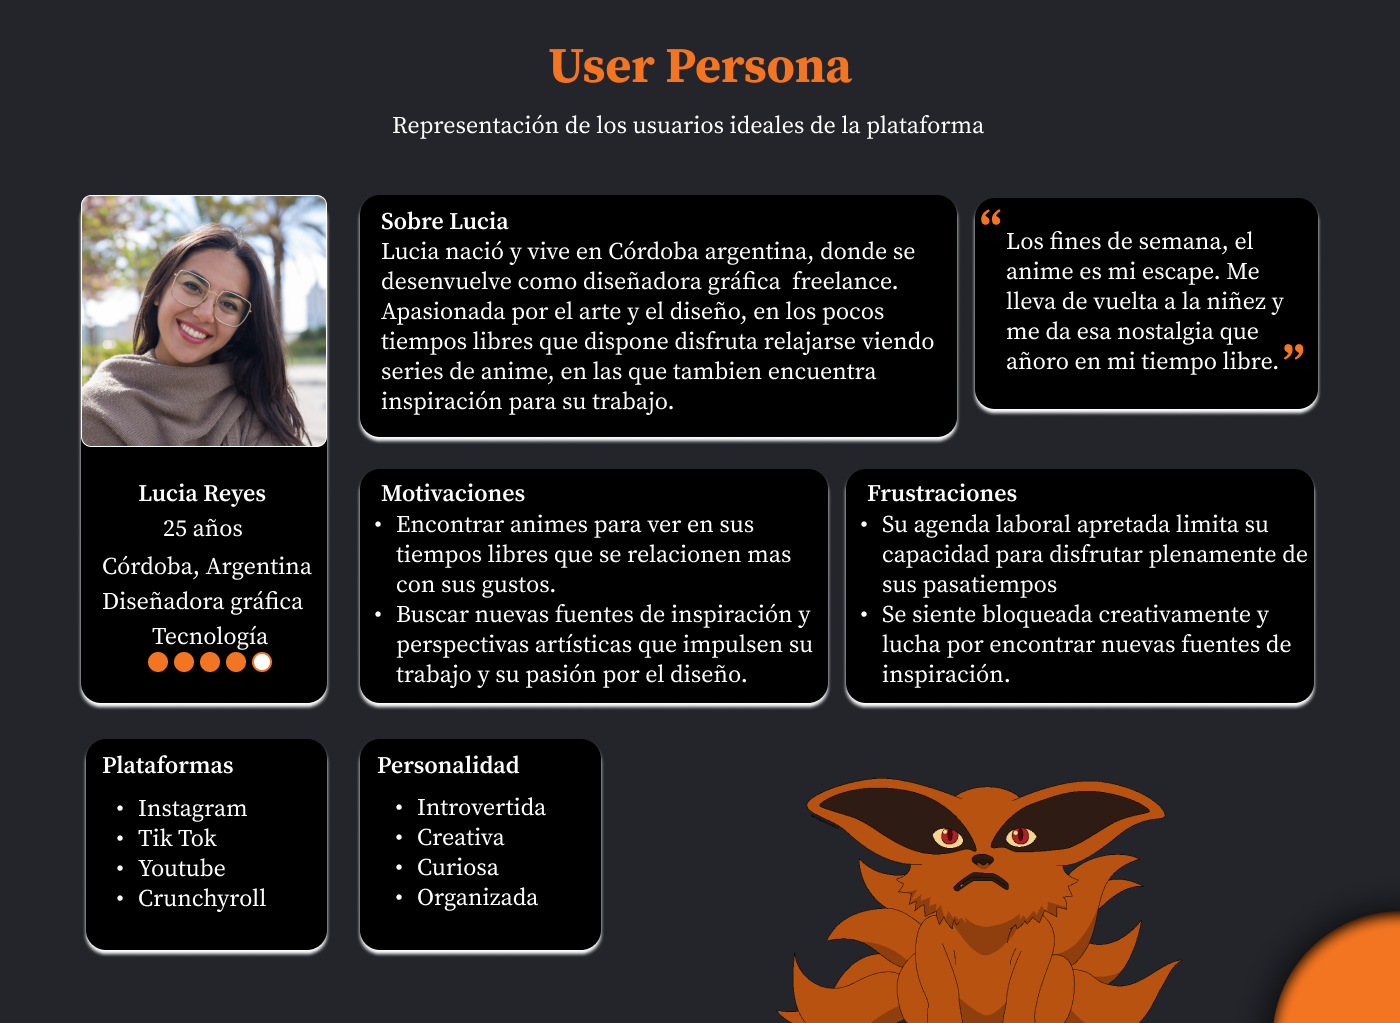 User Persona
Representación de los usuarios ideales de la plataforma
Sobre Lucia
Lucia nació y vive en Córdoba argentina, donde se
desenvuelve como diseñadora gráfica  freelance.
Apasionada por el arte y el diseño, en los pocos
tiempos libres que dispone disfruta relajarse viendo
series de anime, en las que tambien encuentra
inspiración para su trabajo.
“ Los fines de semana, el
anime es mi escape. Me
lleva de vuelta a la niñez y
me da esa nostalgia que
añoro en mi tiempo libre. ”
Lucia Reyes
25 años
Córdoba, Argentina
Diseñadora gráfica
Tecnología
Motivaciones
• Encontrar animes para ver en sus
tiempos libres que se relacionen mas
con sus gustos.
• Buscar nuevas fuentes de inspiración y
perspectivas artísticas que impulsen su
trabajo y su pasión por el diseño.
Frustraciones
• Su agenda laboral apretada limita su
capacidad para disfrutar plenamente de
sus pasatiempos
• Se siente bloqueada creativamente y
lucha por encontrar nuevas fuentes de
inspiración.
Plataformas
• Instagram
• Tik Tok
• Youtube
• Crunchyroll
Personalidad
• Introvertida
• Creativa
• Curiosa
• Organizada